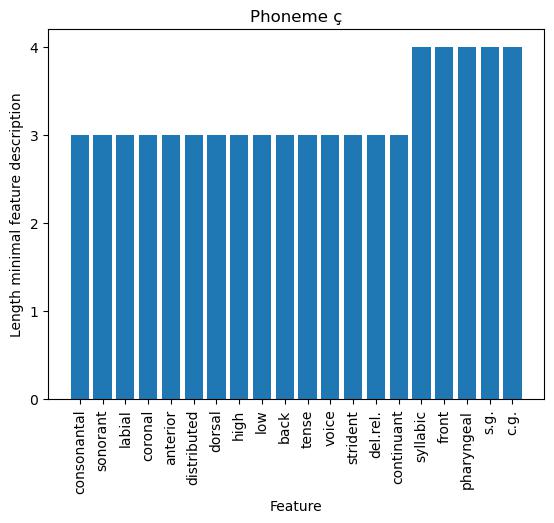 Phoneme ç
Length minimal feature description
4
3
2
1
0
consonantal
sonorant
labial
coronal
anterior
distributed
dorsal
high
low
back
tense
voice
strident
del.rel.
continuant
syllabic
front
pharyngeal
s.g.
c.g.
Feature